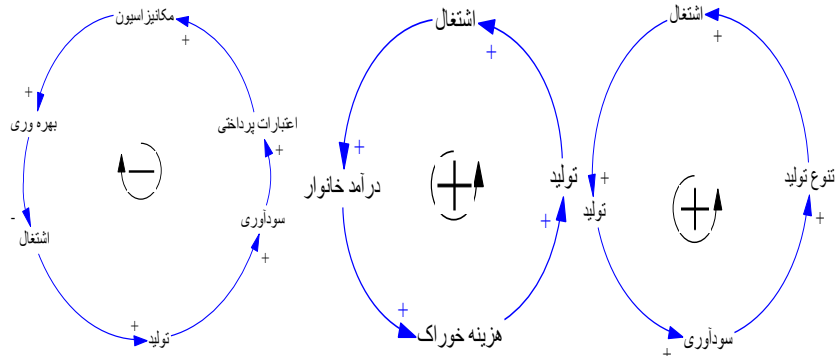 مکانیزاسیون
+
اعتبارات پرداختی
+
سودآوری
+
تولید
+
اشتغال
-
بهره وری
+
−
اشتغال
+
تولید
+
هزینه خوراک
+
درآمد خانوار
+
+
اشتغال
+
تنوع تولید
+
سودآوری
+
تولید
+
+